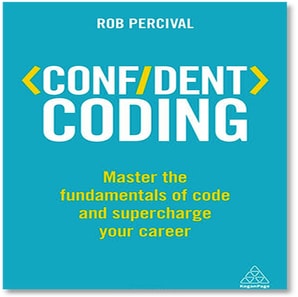 ROB PERCIVAL
<CONF/DENT>
CODING
Master the
fundamentals of code
and supercharge
your career
KoganPage